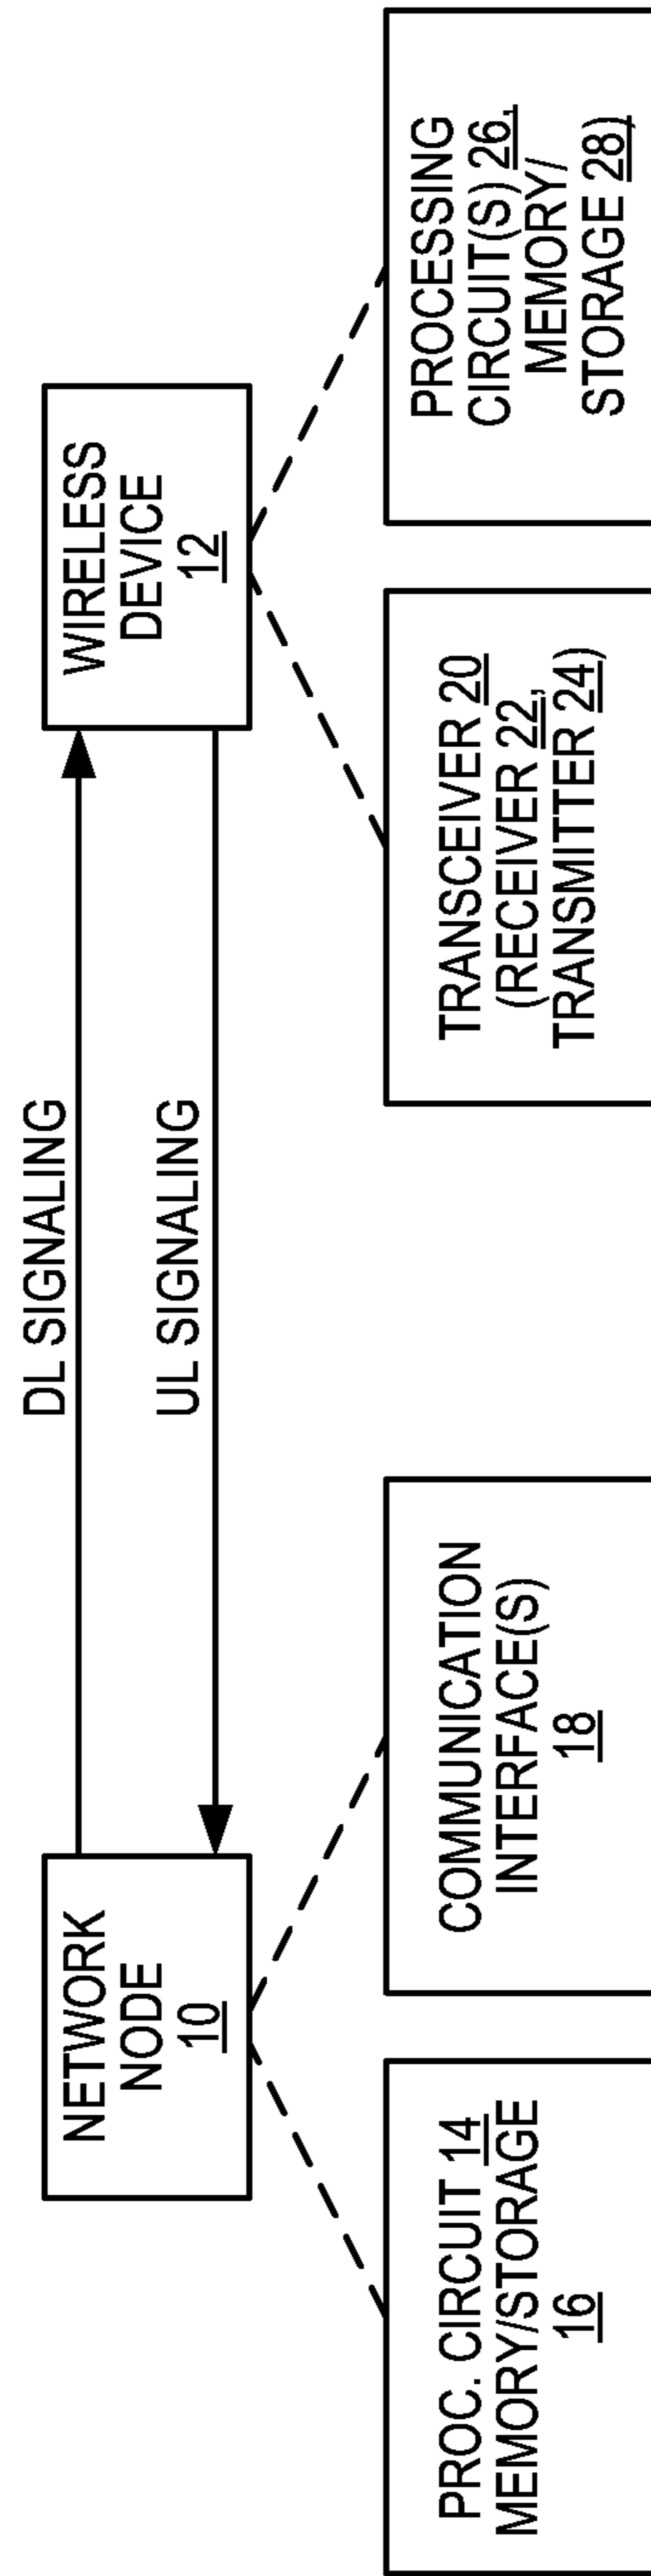 DL SIGNALING
UL SIGNALING
NETWORK
NODE
10
WIRELESS
DEVICE
12
PROC. CIRCUIT 14
MEMORY/STORAGE
16
COMMUNICATION
INTERFACE(S)
18
TRANSCEIVER 20
(RECEIVER 22,
TRANSMITTER 24)
PROCESSING
CIRCUIT(S) 26,
MEMORY/
STORAGE 28)